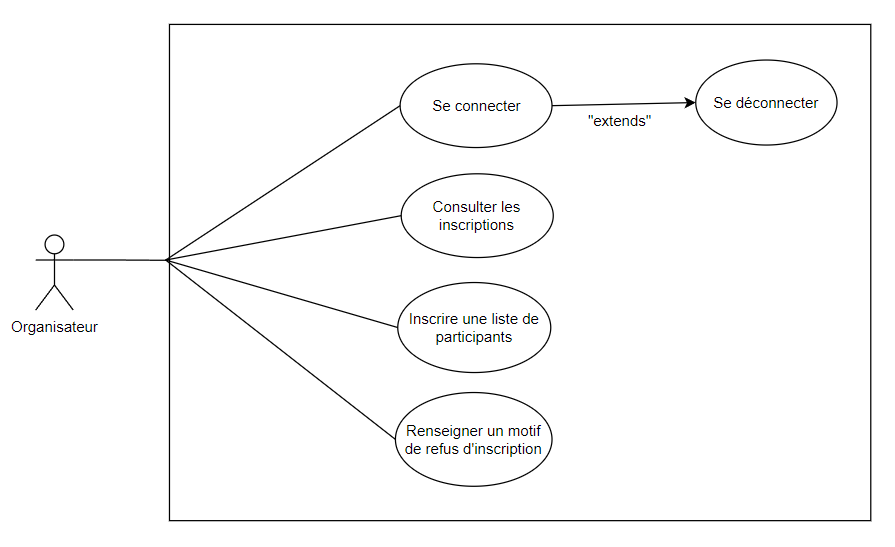 Se connecter
Se déconnecter
"extends"
Consulter les
inscriptions
Organisateur
Inscrire une liste de
participants
Renseigner un motif
de refus d'inscription